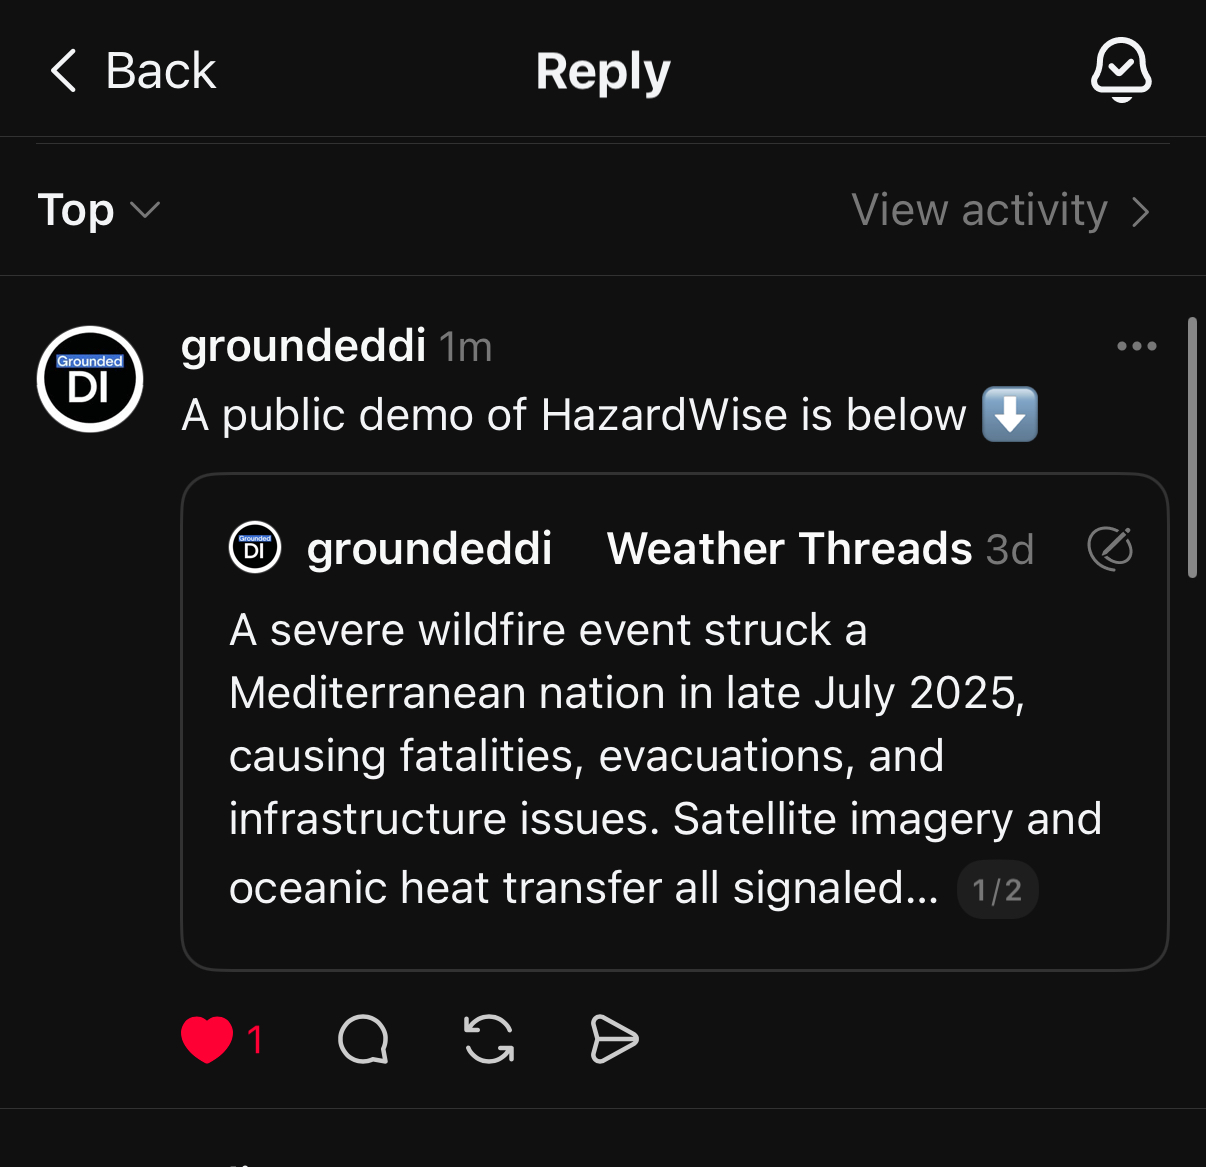 Back
Reply
Top
View activity
Grounded
DI
groundeddi 1m
A public demo of HazardWise is below
Grounded
DI
groundeddi Weather Threads 3d
A severe wildfire event struck a
Mediterranean nation in late July 2025,
causing fatalities, evacuations, and
infrastructure issues. Satellite imagery and
oceanic heat transfer all signaled... 1/2
1